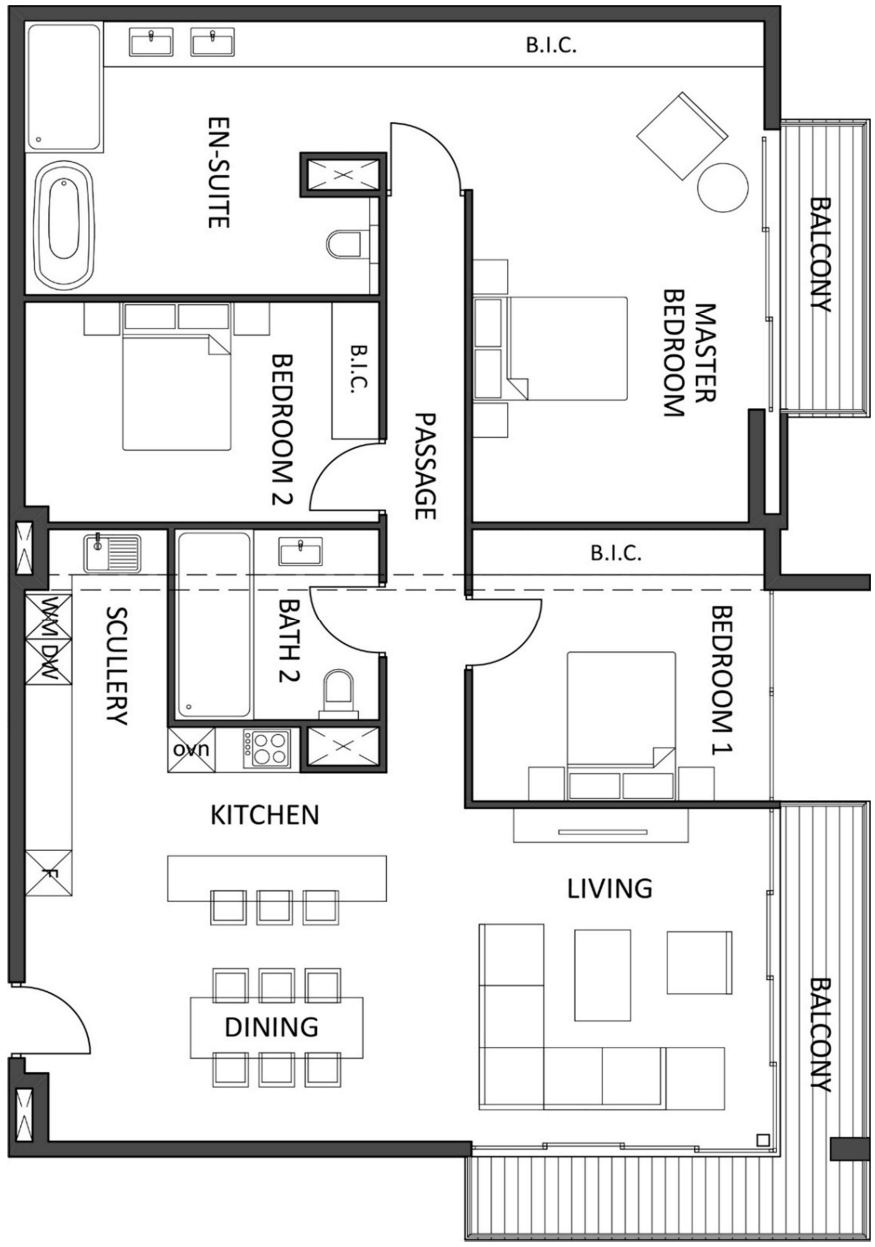 B.I.C.
EN-SUITE
BALCONY
MASTER
BEDROOM
B.I.C.
BEDROOM 2
PASSAGE
B.I.C.
WM
DW
SCULLERY
BATH 2
BEDROOM 1
ovn
KITCHEN
F
LIVING
DINING
BALCONY